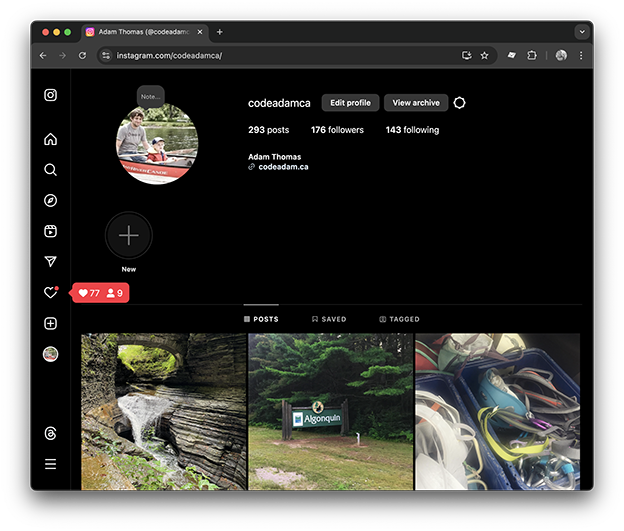 Adam Thomas (@codeadamc
instagram.com/codeadamca/
Note...
codeadamca Edit profile View archive
293 posts 176 followers 143 following
Adam Thomas
codeadam.ca
New
77 9
POSTS SAVED TAGGED
Algonquin